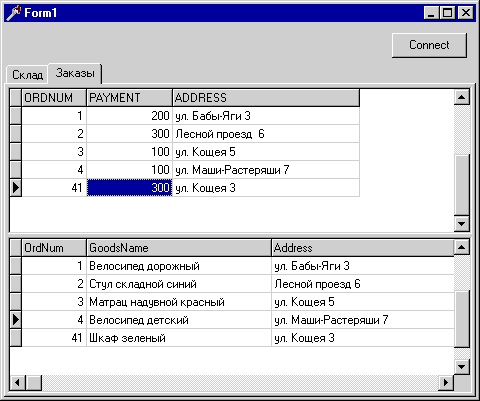 Form1
Connect
Склад Заказы
ORDNUM PAYMENT ADDRESS
1 200 ул. Бабы-Яги 3
2 300 Лесной проезд 6
3 100 ул. Кощея 5
4 100 ул. Маши-Растеряши 7
41 300 ул. Кощея 3
OrdNum GoodsName Address
1 Велосипед дорожный ул. Бабы-Яги 3
2 Стул складной синий Лесной проезд 6
3 Матрац надувной красный ул. Кощея 5
4 Велосипед детский ул. Маши-Растеряши 7
41 Шкаф зеленый ул. Кощея 3